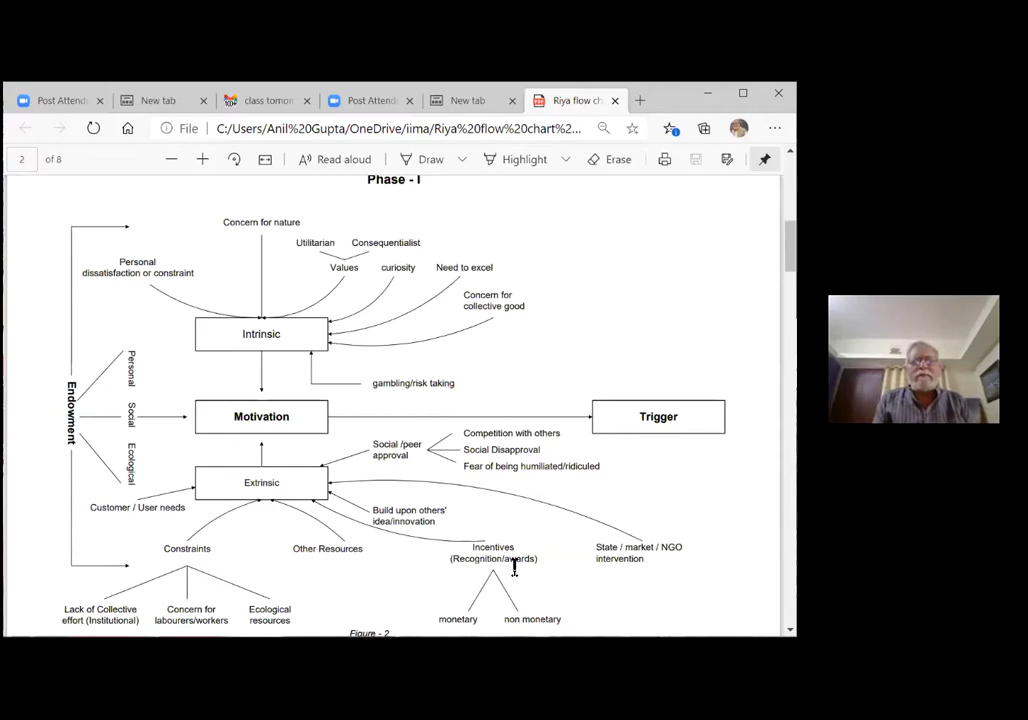 Post Attend
New tab
class tomor
Post Attend
New tab
Riya flow ch
File
C:/Users/Anil%20Gupta/OneDrive/iima/Riya%20flow%20chart%2...
2
of 8
Read aloud
Draw
Highlight
Erase
Phase - I
Concern for nature
Utilitarian
Consequentialist
Personal
dissatisfaction or constraint
Values
curiosity
Need to excel
Concern for
collective good
Intrinsic
gambling/risk taking
Endowment
Personal
Social
Ecological
Motivation
Trigger
Social /peer
approval
Competition with others
Social Disapproval
Fear of being humiliated/ridiculed
Extrinsic
Customer / User needs
Build upon others'
idea/innovation
Constraints
Other Resources
Incentives
(Recognition/awards)
State / market / NGO
intervention
Lack of Collective
effort (Institutional)
Concern for
labourers/workers
Ecological
resources
monetary
non monetary
Figure - 2